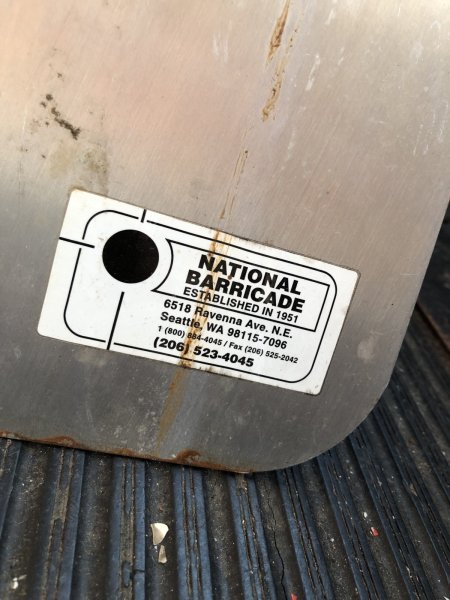 NATIONAL
BARRICADE
ESTABLISHED IN 1951
6518 Ravenna Ave. N.E.
Seattle, WA 98115-7096
1 (800) 884-4045 / Fax (206) 525-2042
(206) 523-4045